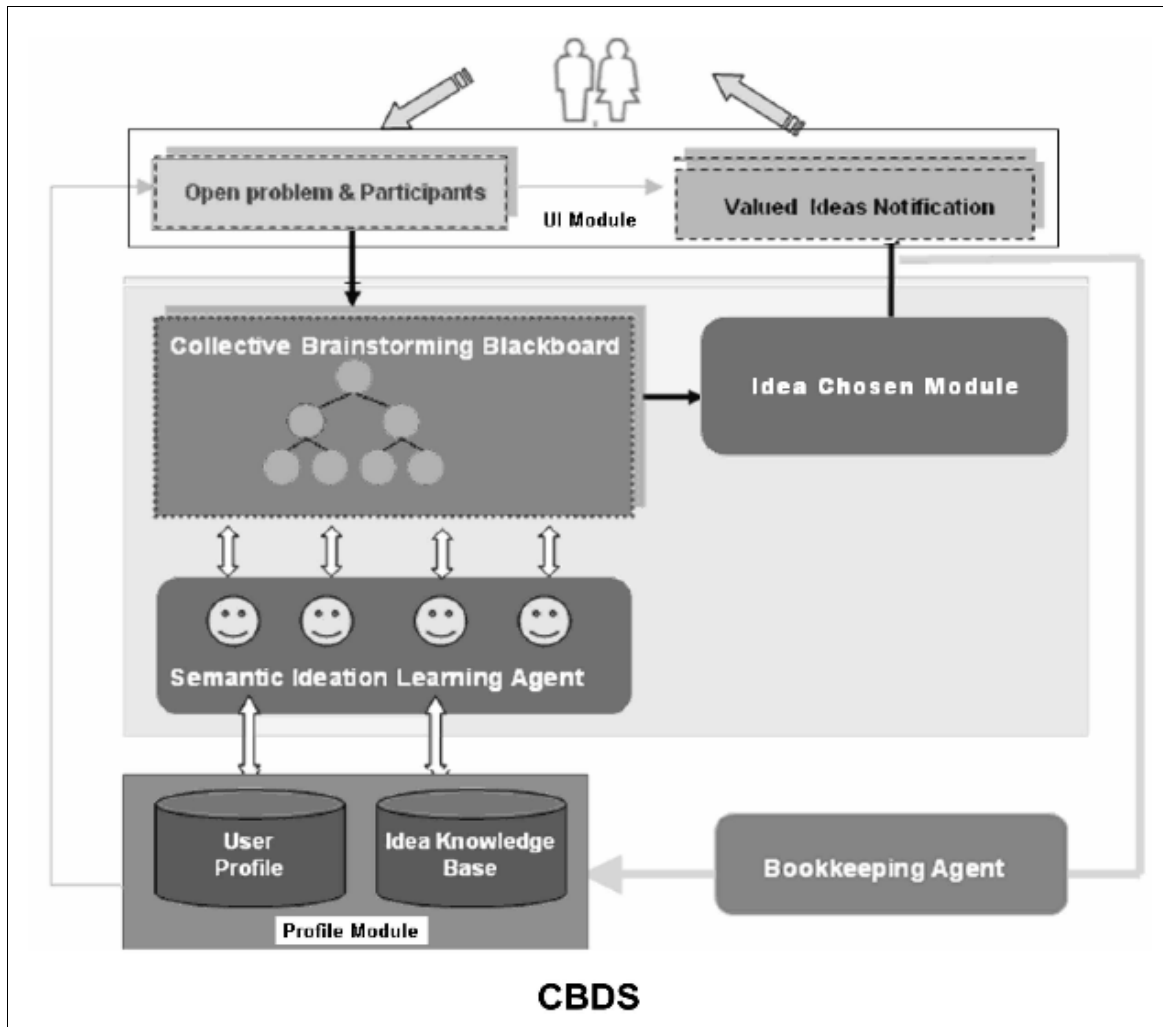 Open problem & Participants
Valued Ideas Notification
UI Module
Collective Brainstorming Blackboard
Idea Chosen Module
Semantic Ideation Learning Agent
User
Profile
Idea Knowledge
Base
Bookkeeping Agent
Profile Module
CBDS